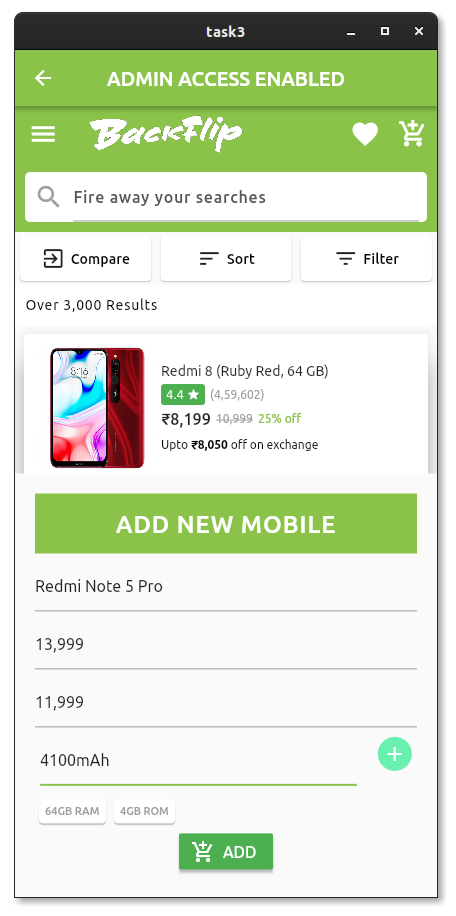 task3
ADMIN ACCESS ENABLED
BackFlip
Fire away your searches
Compare
Sort
Filter
Over 3,000 Results
8:16
Redmi 8 (Ruby Red, 64 GB)
4.4 ★ (4,59,602)
₹8,199 10,999 25% off
Upto ₹8,050 off on exchange
ADD NEW MOBILE
Redmi Note 5 Pro
13,999
11,999
4100mAh
64GB RAM
4GB ROM
ADD